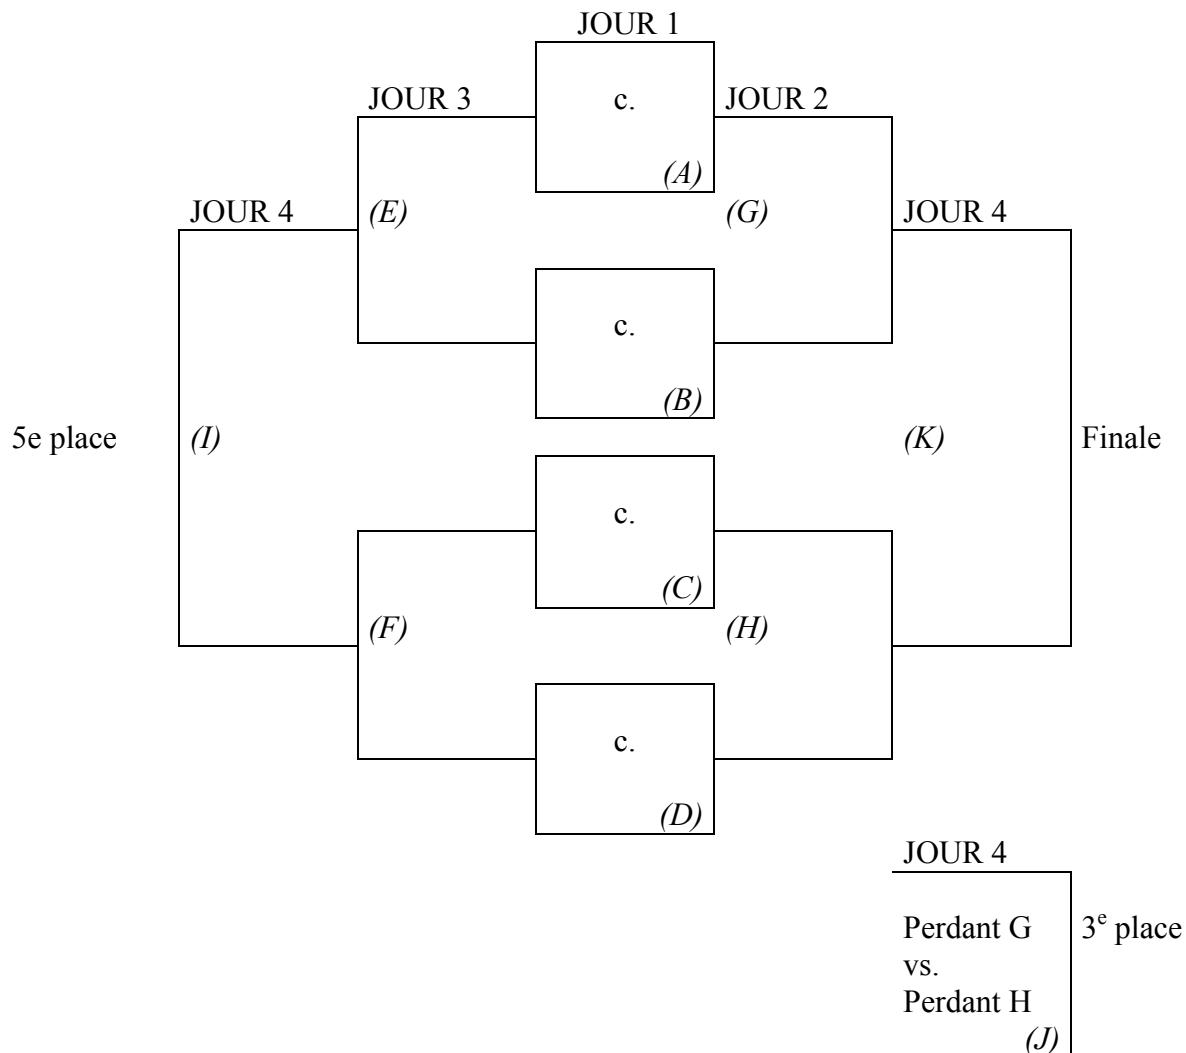 JOUR 1
JOUR 3
c.
JOUR 2
(A)
JOUR 4
(E)
(G)
JOUR 4
c.
(B)
5e place
(I)
(K)
Finale
c.
(C)
(F)
(H)
c.
(D)
JOUR 4
Perdant G
3e place
vs.
Perdant H
(J)